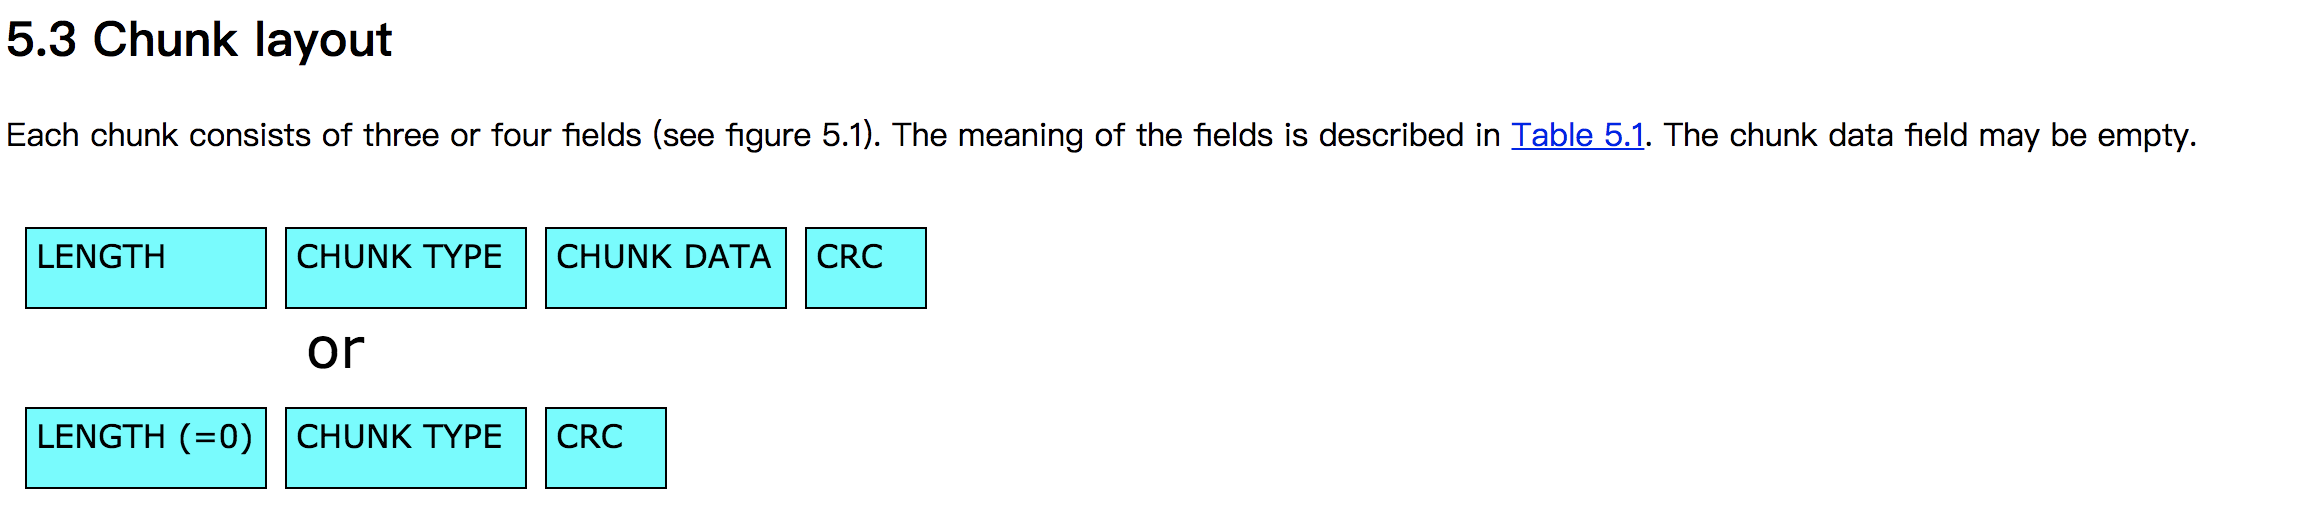 5.3 Chunk layout
Each chunk consists of three or four fields (see figure 5.1). The meaning of the fields is described in Table 5.1. The chunk data field may be empty.
LENGTH CHUNK TYPE CHUNK DATA CRC
or
LENGTH (=0) CHUNK TYPE CRC